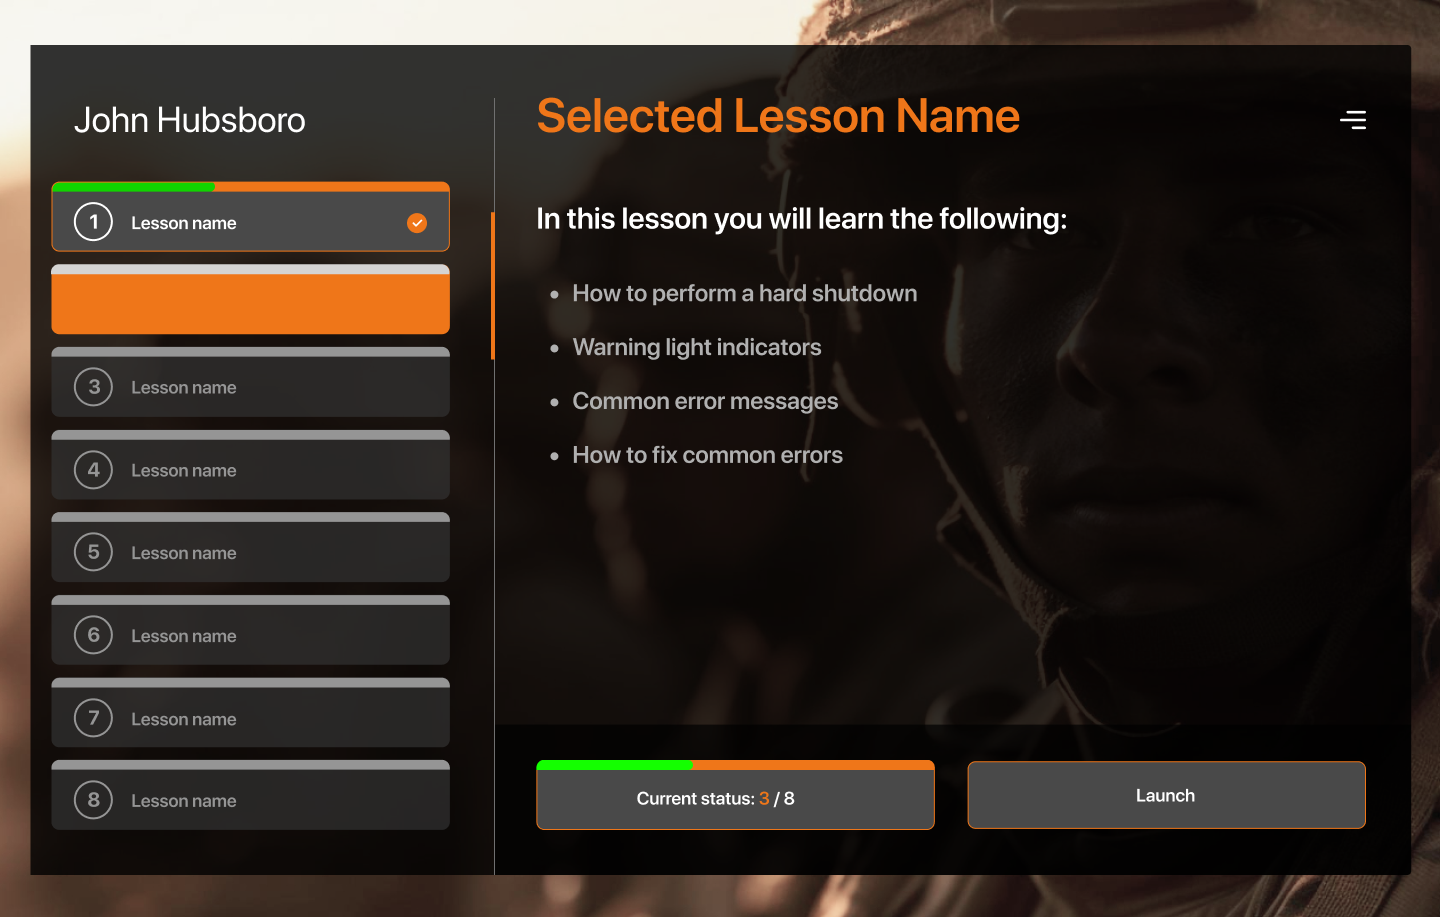 John Hubsboro
1 Lesson name
3 Lesson name
4 Lesson name
5 Lesson name
6 Lesson name
7 Lesson name
8 Lesson name
Selected Lesson Name
In this lesson you will learn the following:
• How to perform a hard shutdown
• Warning light indicators
• Common error messages
• How to fix common errors
Current status: 3 / 8
Launch